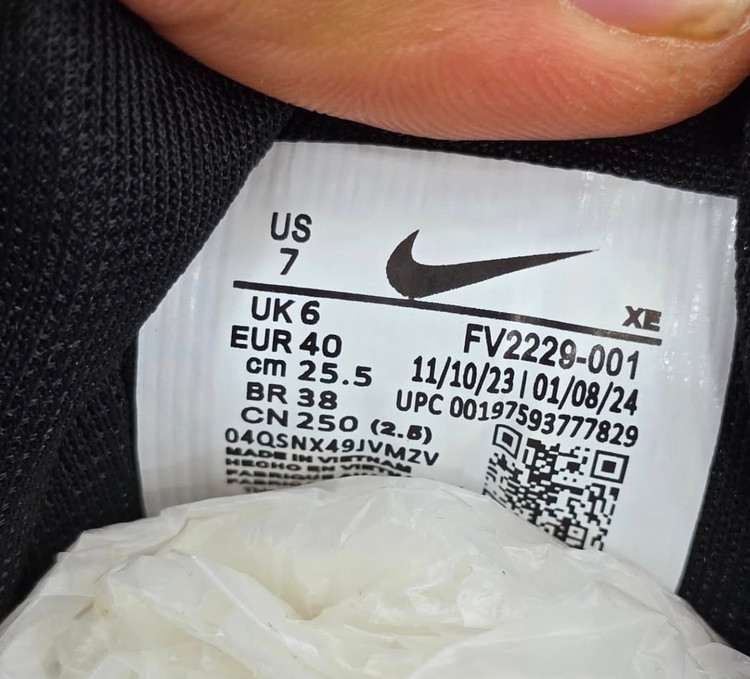 US
7
XE
UK 6
EUR 40
cm 25.5
BR 38
CN 250 (2.5)
04QSNX49JVMZV
MADE IN VIETNAM
HECHO EN VIETNAM
FV2229-001
11/10/23 | 01/08/24
UPC 00197593777829